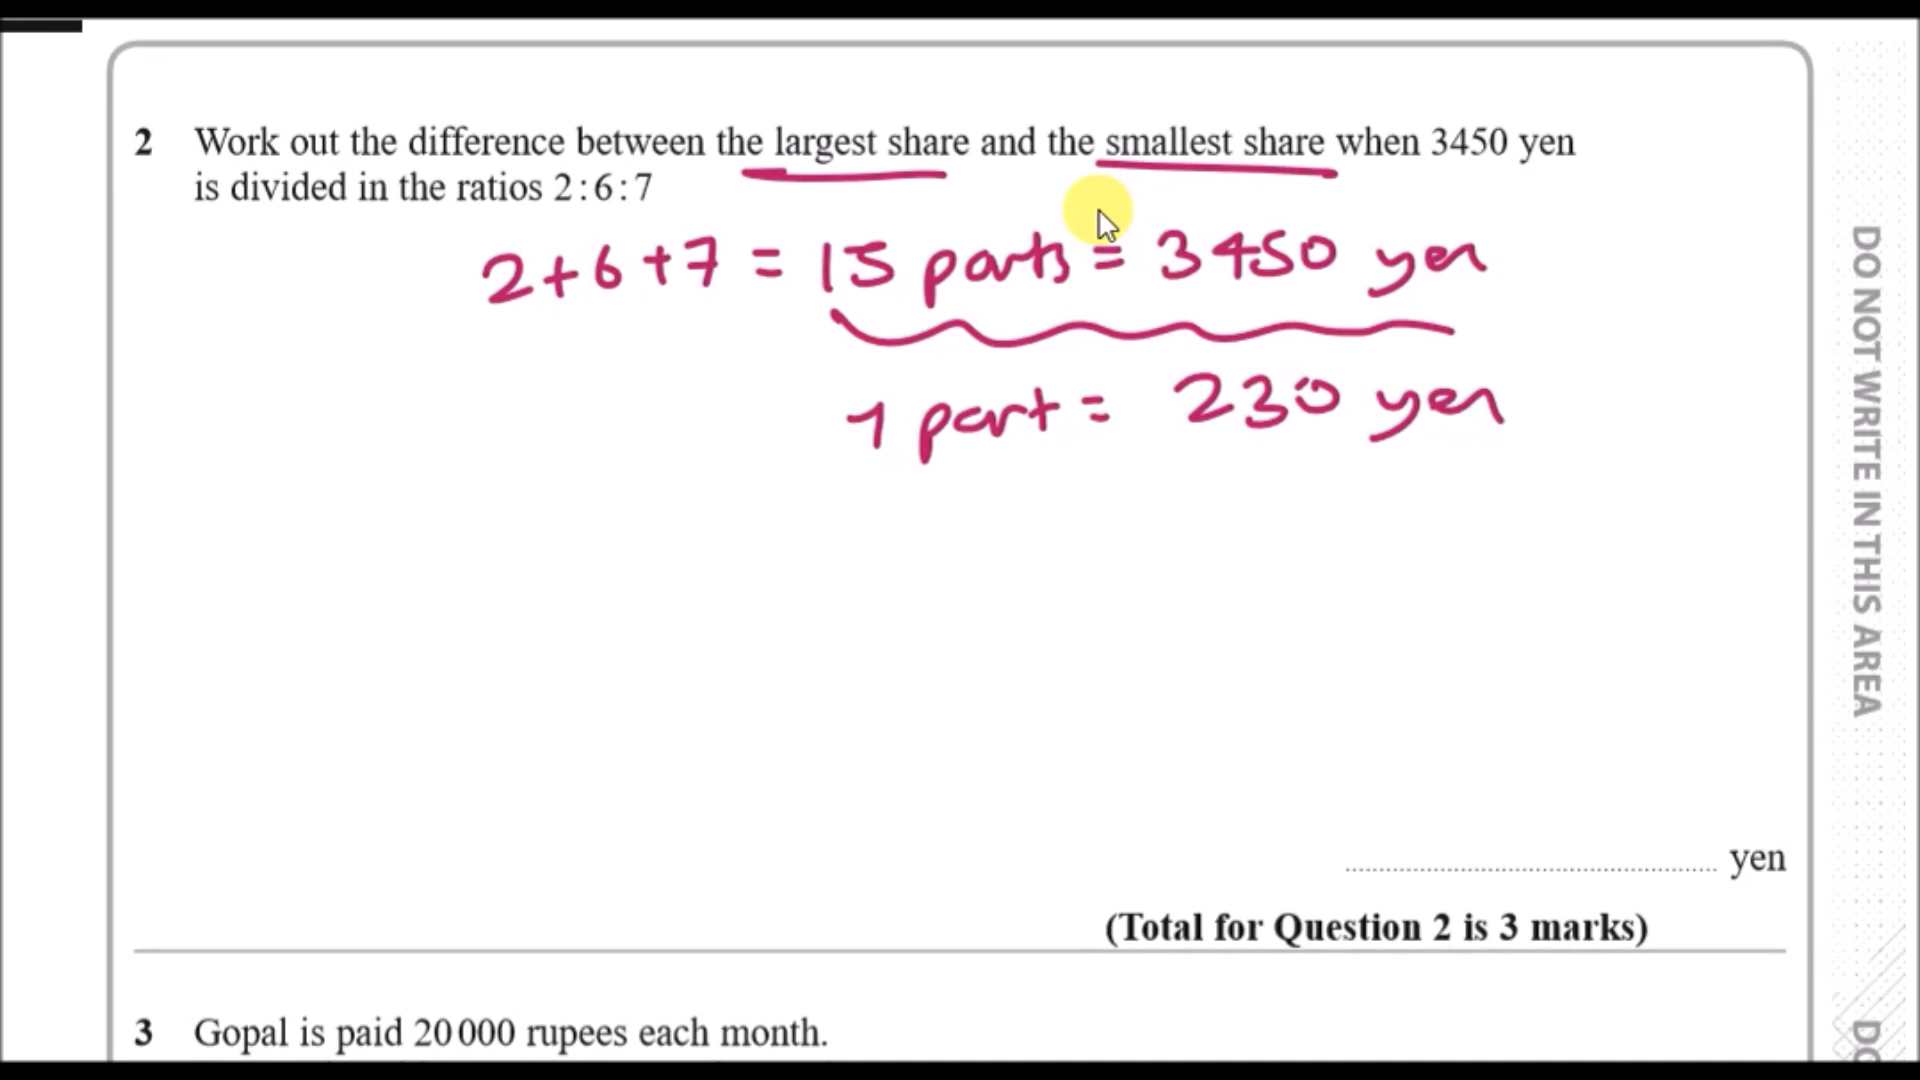 2 Work out the difference between the largest share and the smallest share when 3450 yen
is divided in the ratios 2 : 6 : 7
2 + 6 + 7 = 15 parts = 3450 yen
1 part = 230 yen
yen
(Total for Question 2 is 3 marks)
3 Gopal is paid 20 000 rupees each month.
DO NOT WRITE IN THIS AREA
DO